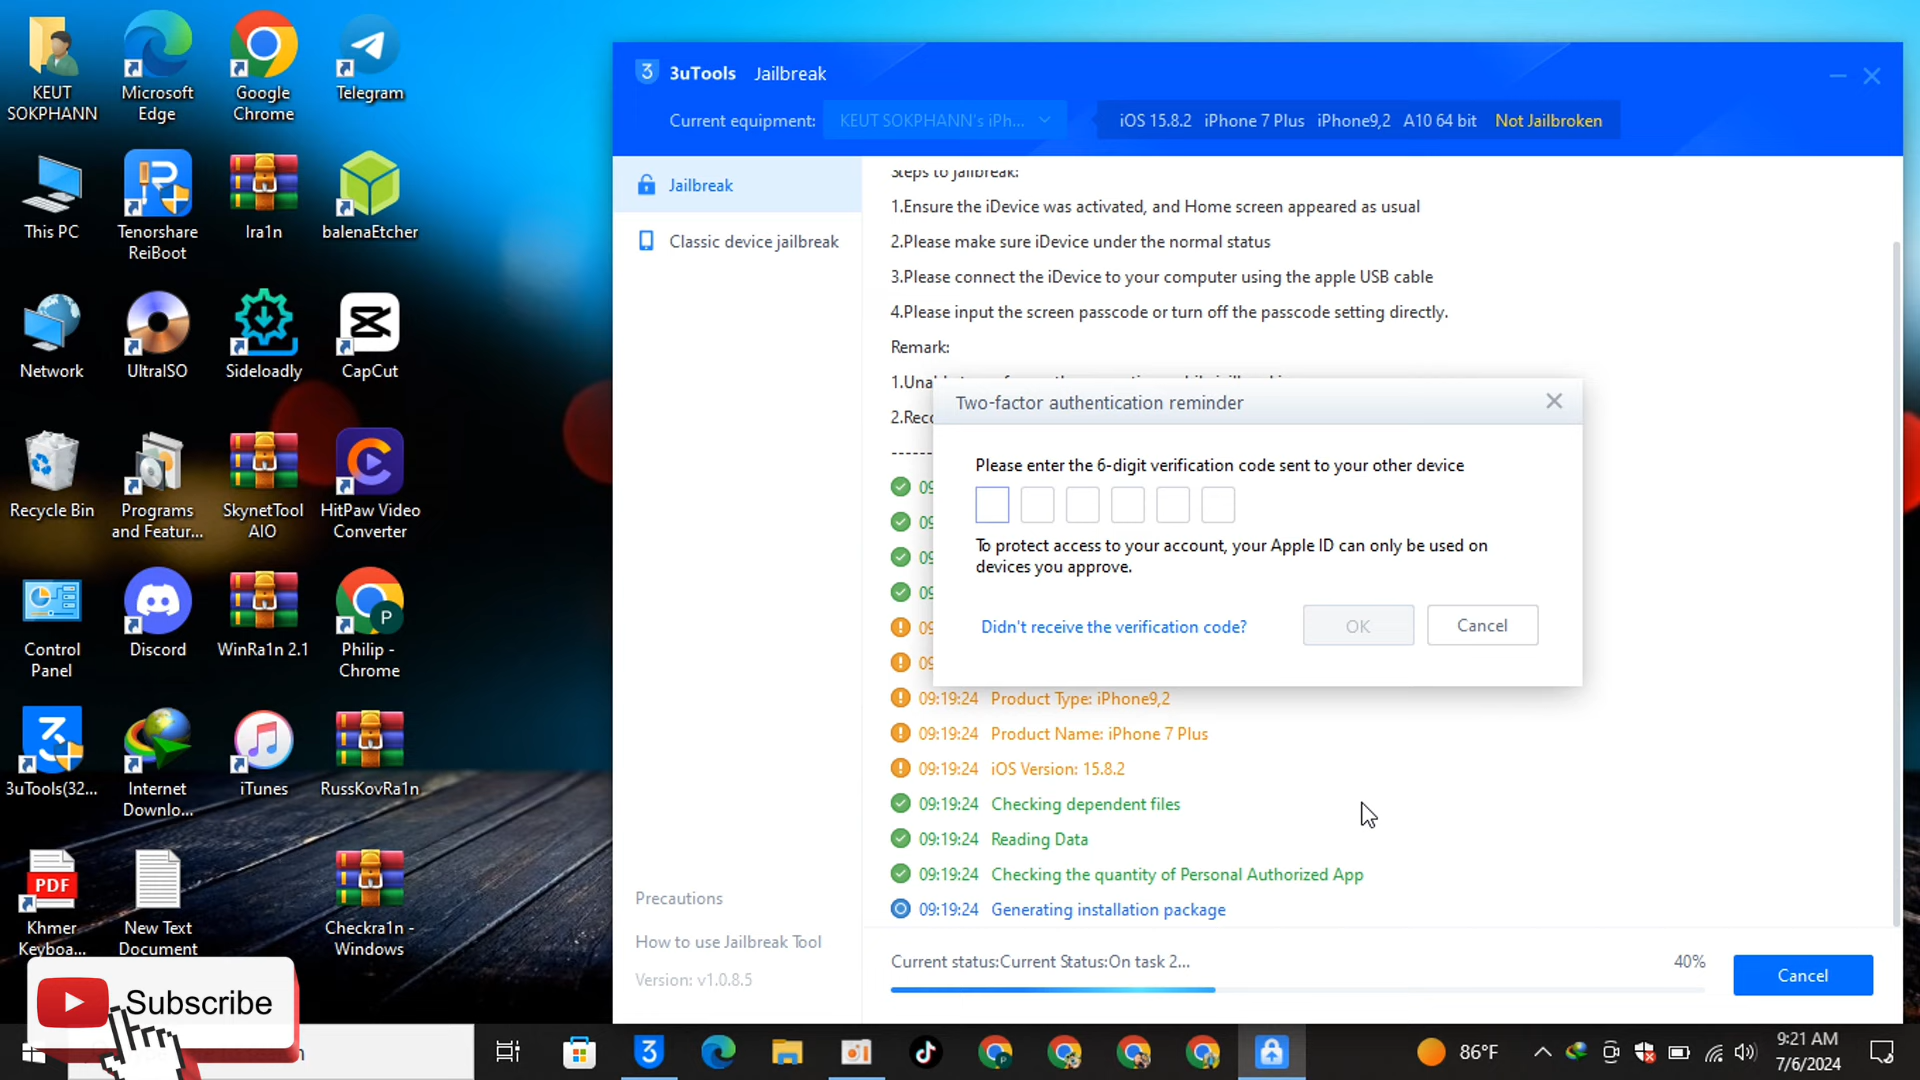 KEUT
SOKPHANN
Microsoft
Edge
Google
Chrome
Telegram
This PC
Tenorshare
ReiBoot
lra1n
balenaEtcher
Network
UltraISO
Sideloadly
CapCut
Recycle Bin
Programs
and Featur...
SkynetTool
AIO
HitPaw Video
Converter
Control
Panel
Discord
WinRa1n 2.1
P
Philip -
Chrome
3uTools(32...
Internet
Downlo...
iTunes
RussKovRa1n
PDF
Khmer
Keyboa...
New Text
Document
Checkra1n -
Windows
Subscribe
3uTools Jailbreak
Current equipment: KEUT SOKPHANN's iPh... iOS 15.8.2 iPhone 7 Plus iPhone9,2 A10 64 bit Not Jailbroken
Jailbreak
Classic device jailbreak
Precautions
How to use Jailbreak Tool
Version: v1.0.8.5
Steps to jailbreak:
1.Ensure the iDevice was activated, and Home screen appeared as usual
2.Please make sure iDevice under the normal status
3.Please connect the iDevice to your computer using the apple USB cable
4.Please input the screen passcode or turn off the passcode setting directly.
Remark:
Two-factor authentication reminder
Please enter the 6-digit verification code sent to your other device
To protect access to your account, your Apple ID can only be used on
devices you approve.
Didn't receive the verification code? OK Cancel
09:19:24 Product Type: iPhone9,2
09:19:24 Product Name: iPhone 7 Plus
09:19:24 iOS Version: 15.8.2
09:19:24 Checking dependent files
09:19:24 Reading Data
09:19:24 Checking the quantity of Personal Authorized App
09:19:24 Generating installation package
Current status:Current Status:On task 2... 40%
Cancel
86°F
9:21 AM
7/6/2024